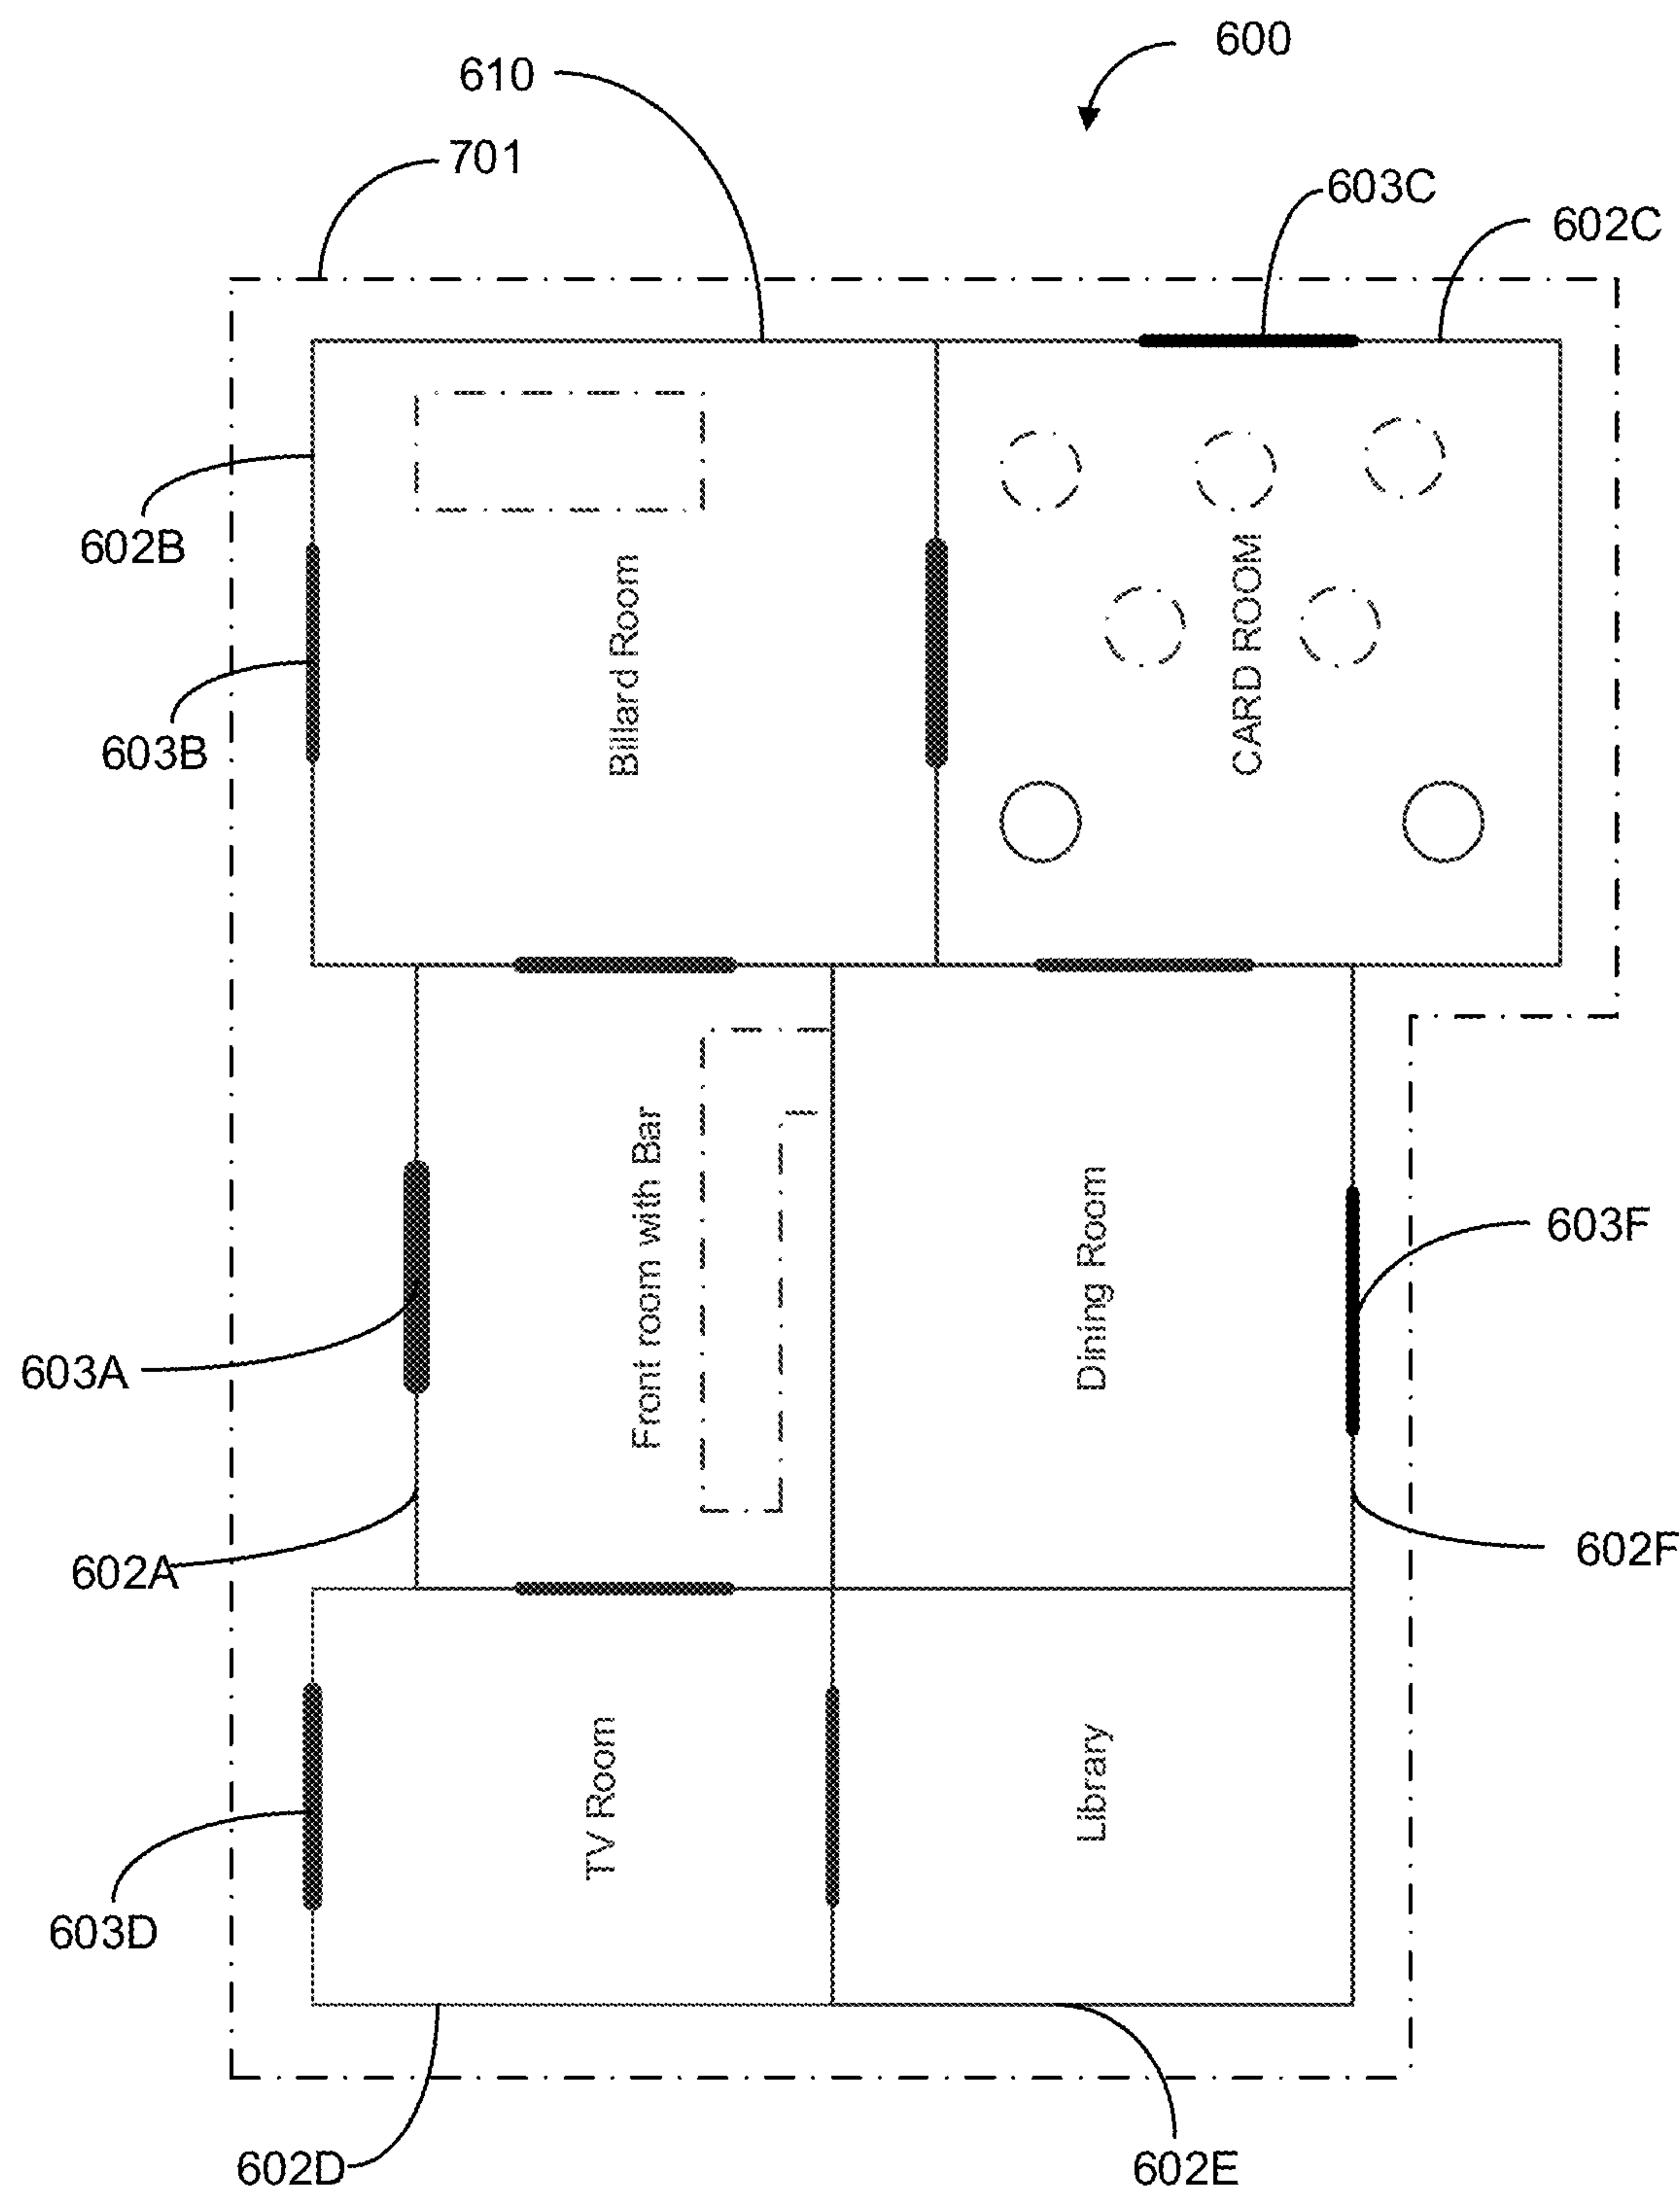 600
610
701
603C
602C
602B
Billard Room
CARD ROOM
603B
Front room with Bar
Dining Room
603F
603A
602A
602F
TV Room
Library
603D
602D
602E